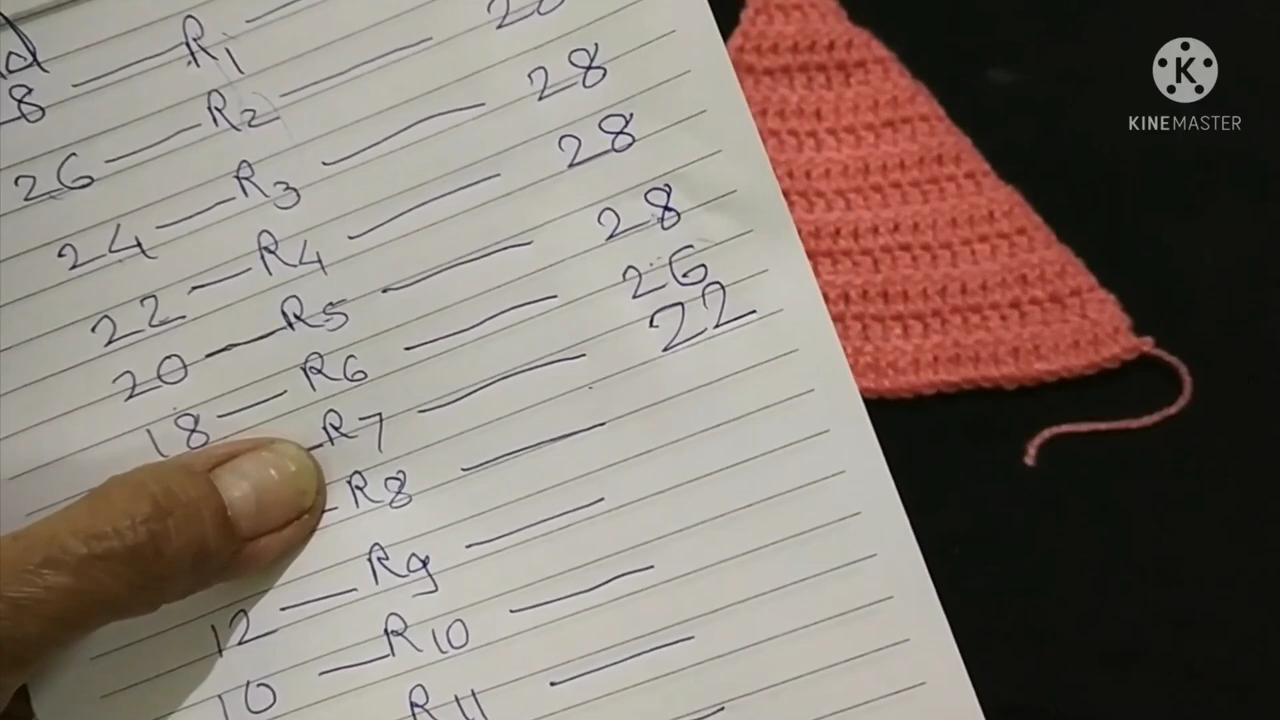 8 — R1 —
26 — R2 —
24 — R3 — 28
22 — R4 — 28
20 — R5 — 28
18 — R6 — 26
— R7 — 22
— R8 —
12 — R9 —
10 — R10 —
R11 —
KINEMASTER